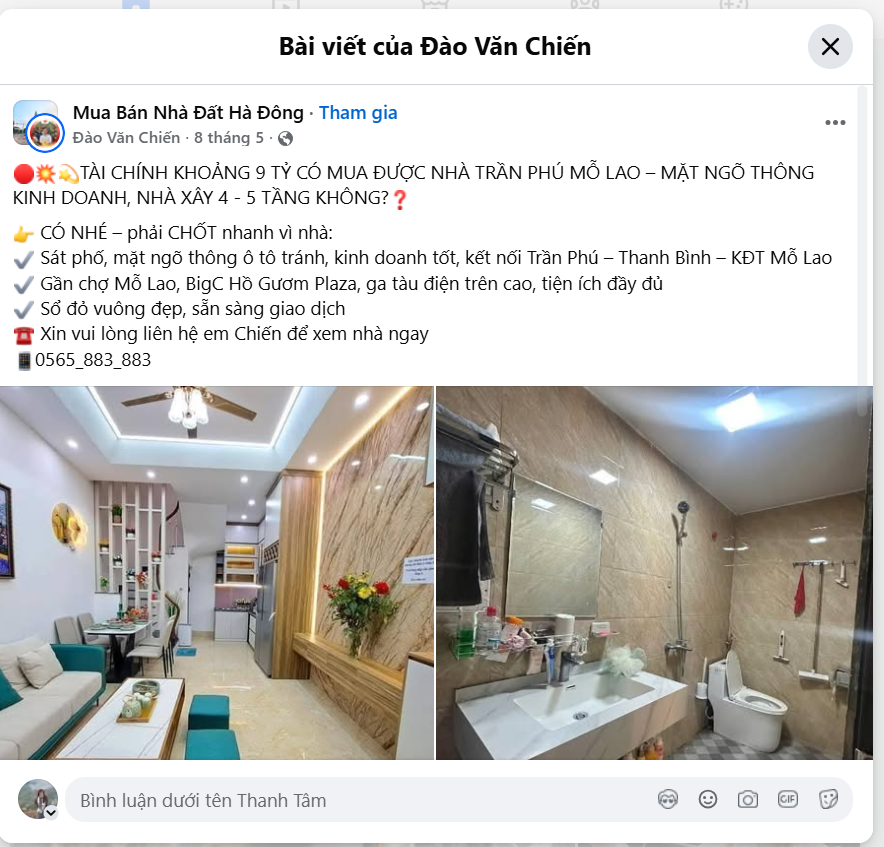 Bài viết của Đào Văn Chiến
Mua Bán Nhà Đất Hà Đông · Tham gia
Đào Văn Chiến · 8 tháng 5 ·
🔴💥💫TÀI CHÍNH KHOẢNG 9 TỶ CÓ MUA ĐƯỢC NHÀ TRẦN PHÚ MỖ LAO – MẶT NGÕ THÔNG
KINH DOANH, NHÀ XÂY 4 - 5 TẦNG KHÔNG?❓
👉 CÓ NHÉ – phải CHỐT nhanh vì nhà:
✔️ Sát phố, mặt ngõ thông ô tô tránh, kinh doanh tốt, kết nối Trần Phú – Thanh Bình – KĐT Mỗ Lao
✔️ Gần chợ Mỗ Lao, BigC Hồ Gươm Plaza, ga tàu điện trên cao, tiện ích đầy đủ
✔️ Sổ đỏ vuông đẹp, sẵn sàng giao dịch
☎️ Xin vui lòng liên hệ em Chiến để xem nhà ngay
📱0565_883_883
Bình luận dưới tên Thanh Tâm
GIF